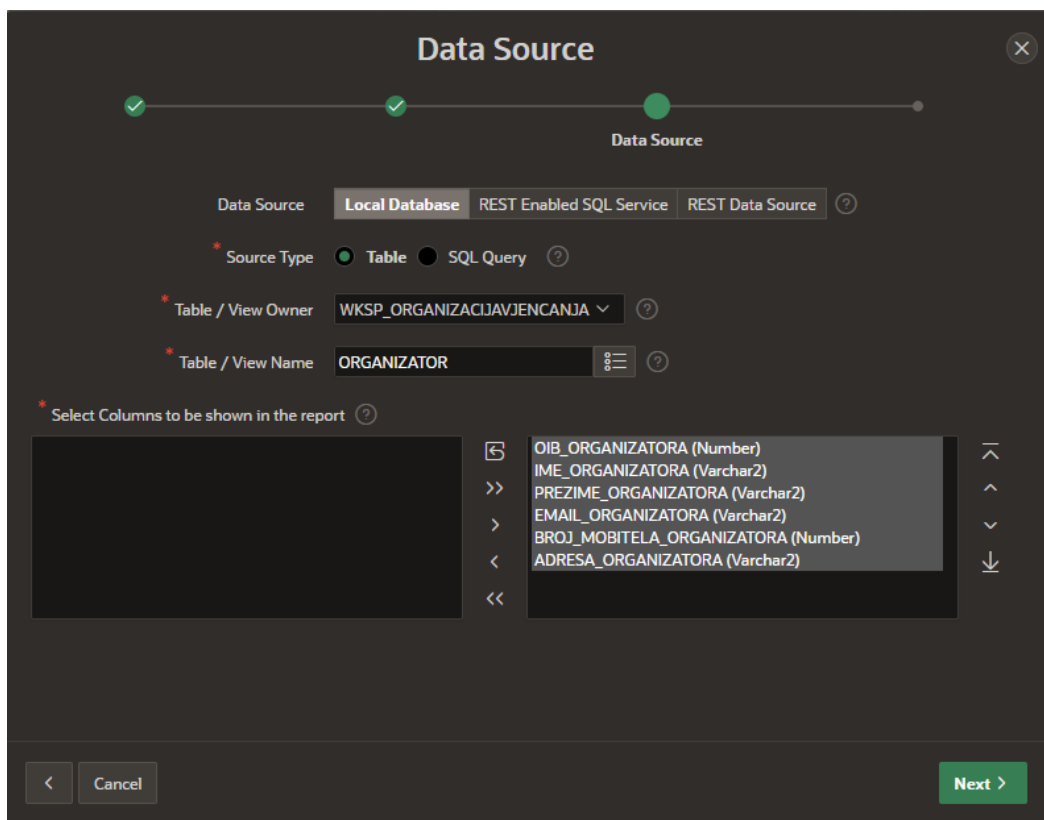 Data Source
Data Source
Data Source Local Database REST Enabled SQL Service REST Data Source ?
* Source Type Table SQL Query ?
* Table / View Owner WKSP_ORGANIZACIJAVJENCANJA ?
* Table / View Name ORGANIZATOR ?
* Select Columns to be shown in the report ?
OIB_ORGANIZATORA (Number)
IME_ORGANIZATORA (Varchar2)
PREZIME_ORGANIZATORA (Varchar2)
EMAIL_ORGANIZATORA (Varchar2)
BROJ_MOBITELA_ORGANIZATORA (Number)
ADRESA_ORGANIZATORA (Varchar2)
Cancel Next